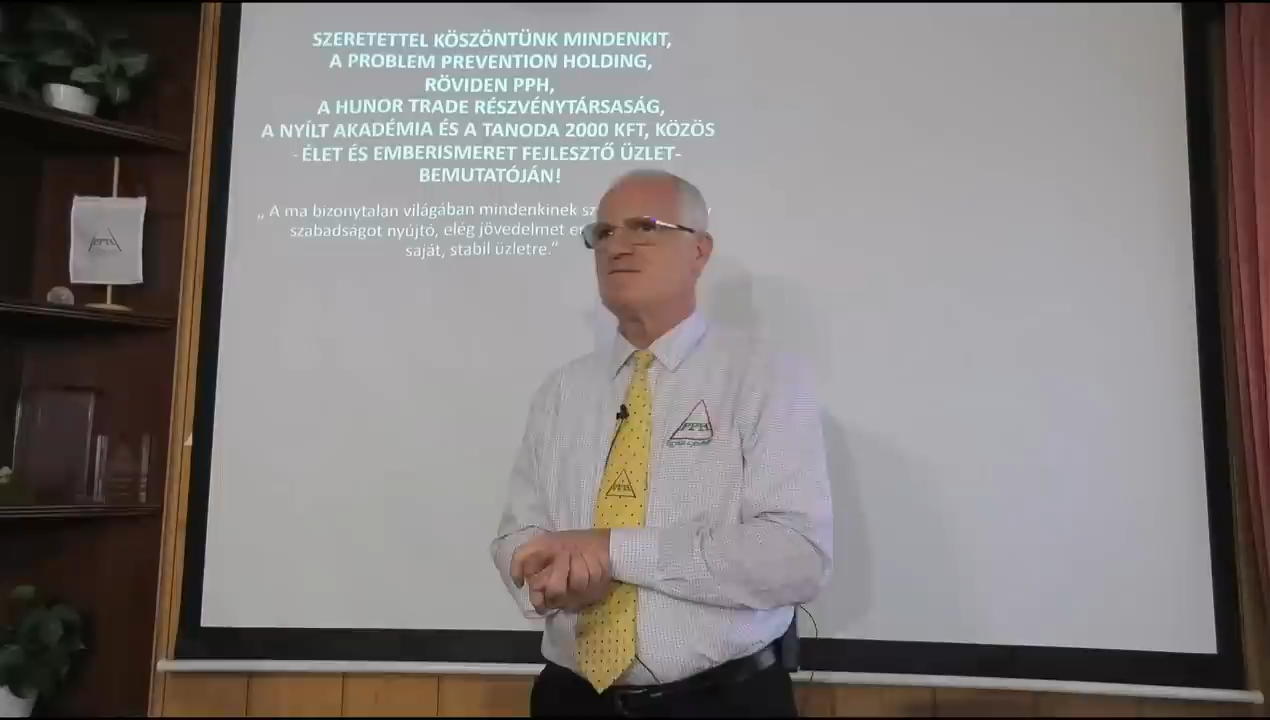 SZERETETTEL KÖSZÖNTÜNK MINDENKIT,
A PROBLEM PREVENTION HOLDING,
RÖVIDEN PPH,
A HUNOR TRADE RÉSZVÉNYTÁRSASÁG,
A NYÍLT AKADÉMIA ÉS A TANODA 2000 KFT, KÖZÖS
- ÉLET ÉS EMBERISMERET FEJLESZTŐ ÜZLET-
BEMUTATÓJÁN!
„ A ma bizonytalan világában mindenkinek
szabadságot nyújtó, elég jövedelmet
saját, stabil üzletre.”
PPH
PPH
PPH